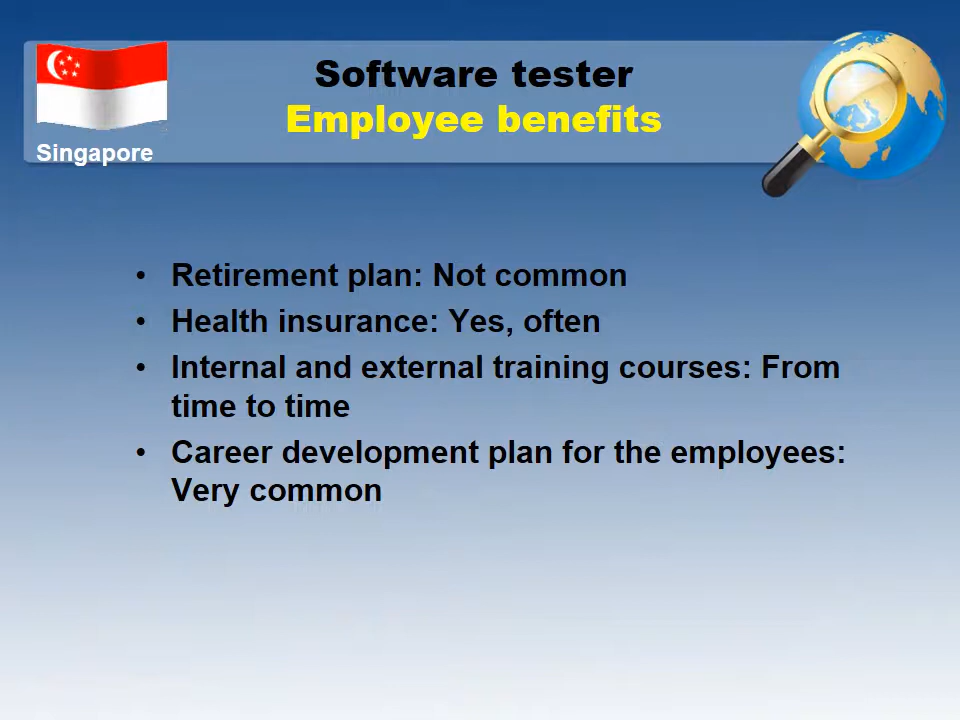 Software tester
Employee benefits
Singapore
• Retirement plan: Not common
• Health insurance: Yes, often
• Internal and external training courses: From
time to time
• Career development plan for the employees:
Very common